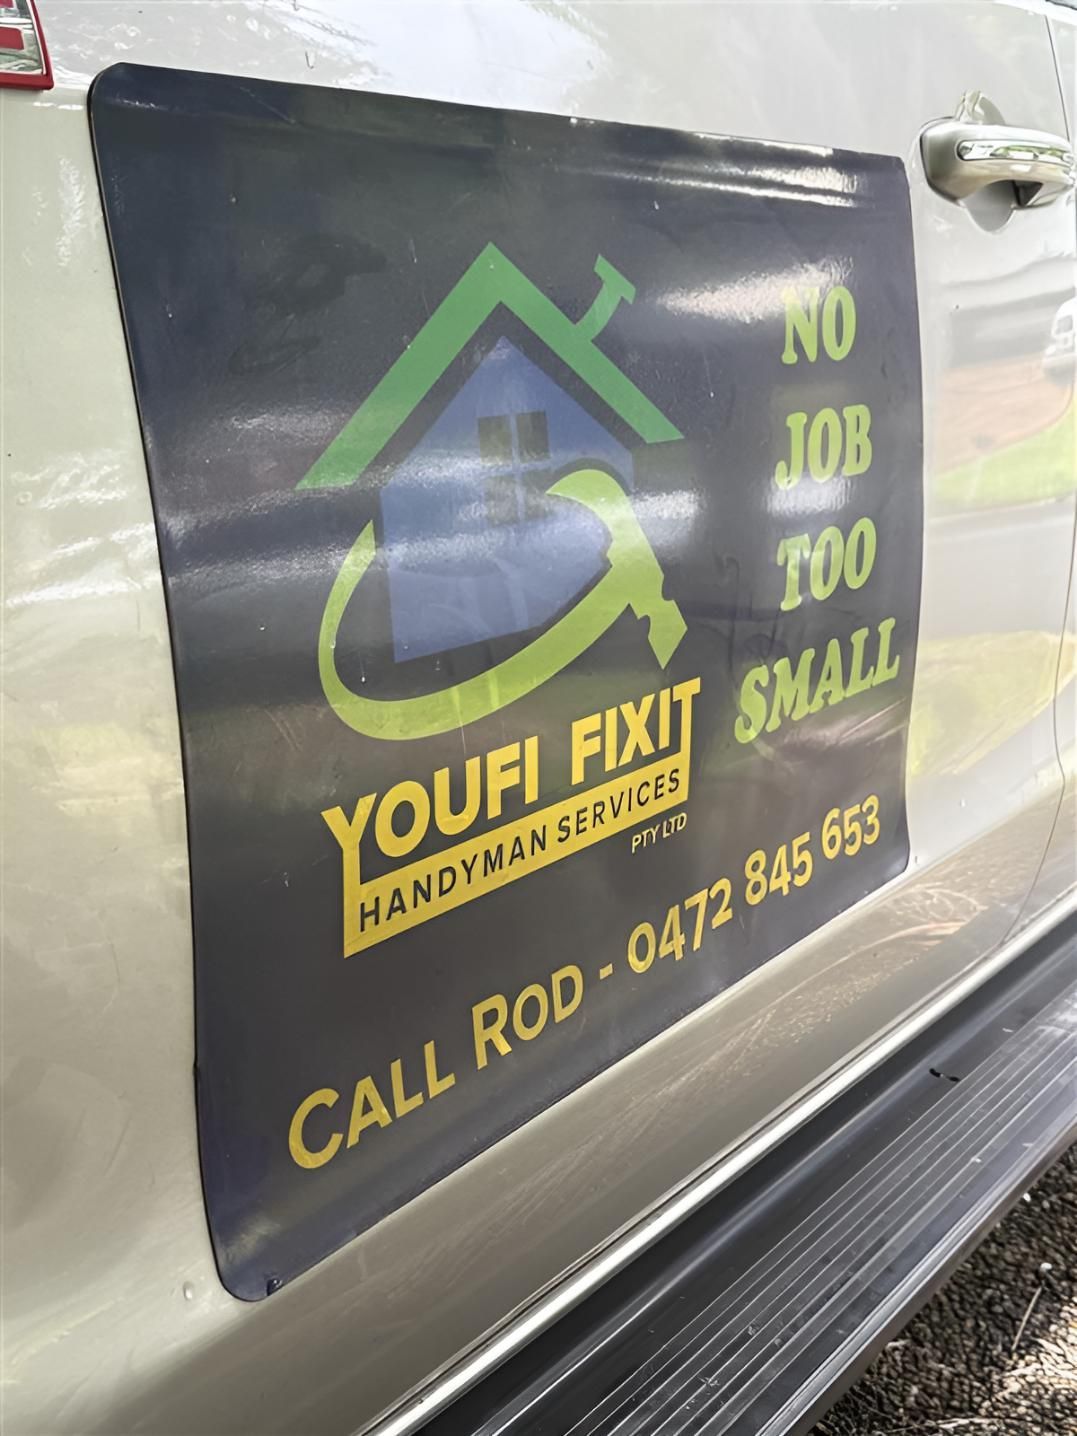 NO
JOB
TOO
SMALL
YOUFI FIXIT
HANDYMAN SERVICES
PTY LTD
CALL ROD - 0472 845 653